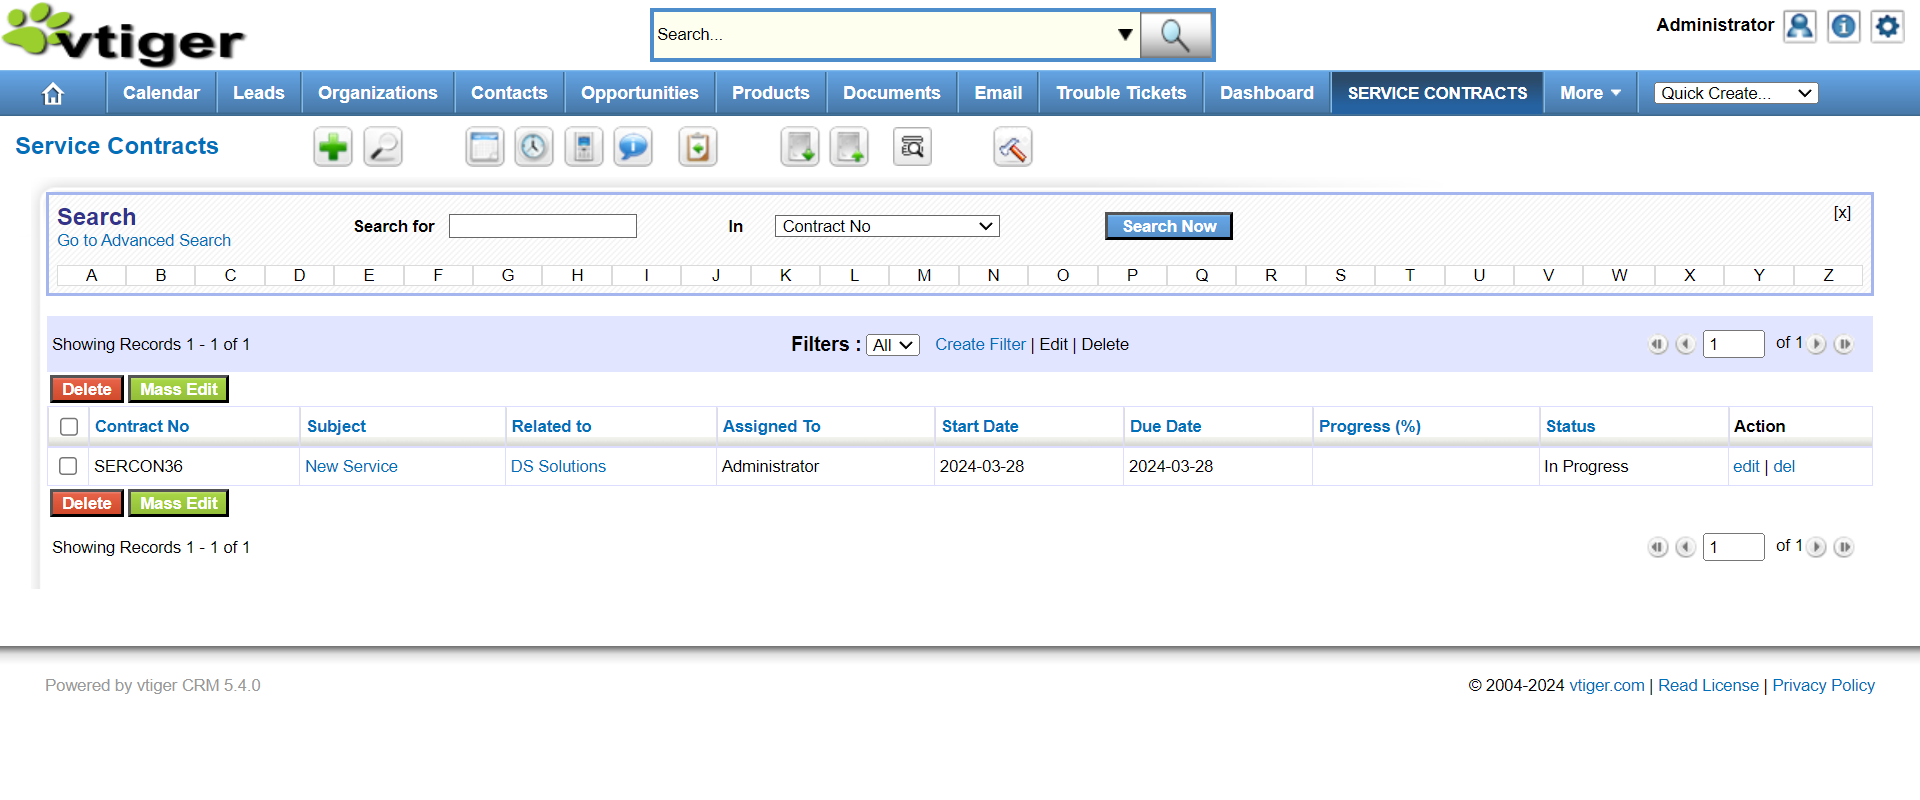 vtiger
Search...
Administrator
Calendar Leads Organizations Contacts Opportunities Products Documents Email Trouble Tickets Dashboard SERVICE CONTRACTS More Quick Create...
Service Contracts
Search
Go to Advanced Search
Search for
In Contract No
Search Now
[x]
A B C D E F G H I J K L M N O P Q R S T U V W X Y Z
Showing Records 1 - 1 of 1
Filters : All Create Filter | Edit | Delete
1 of 1
Delete Mass Edit
Contract No Subject Related to Assigned To Start Date Due Date Progress (%) Status Action
SERCON36 New Service DS Solutions Administrator 2024-03-28 2024-03-28 In Progress edit | del
Delete Mass Edit
Showing Records 1 - 1 of 1
1 of 1
Powered by vtiger CRM 5.4.0
© 2004-2024 vtiger.com | Read License | Privacy Policy